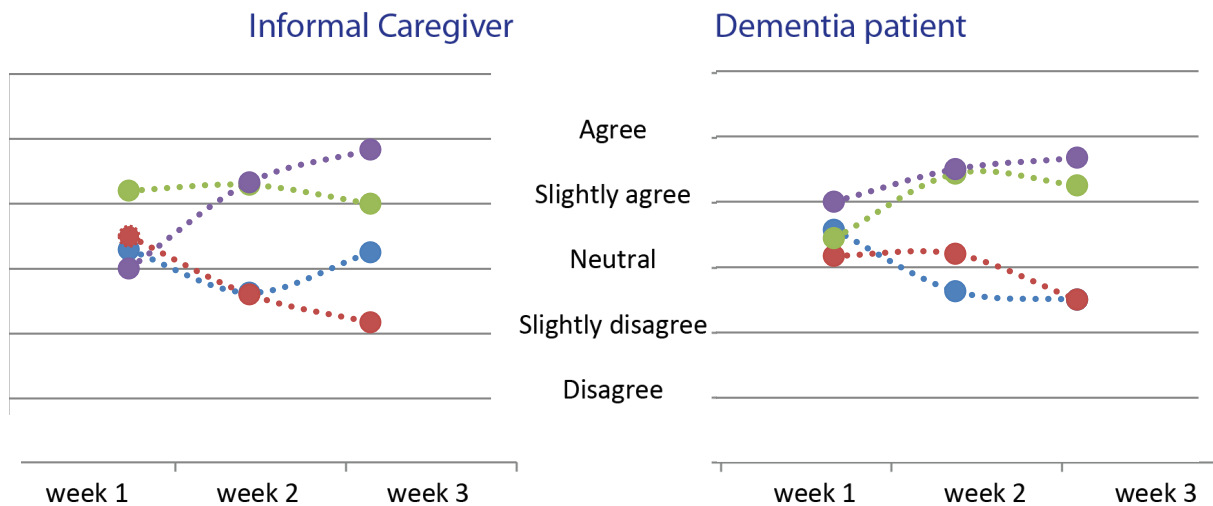 Informal Caregiver
Dementia patient
Agree
Slightly agree
Neutral
Slightly disagree
Disagree
week 1
week 2
week 3
week 1
week 2
week 3